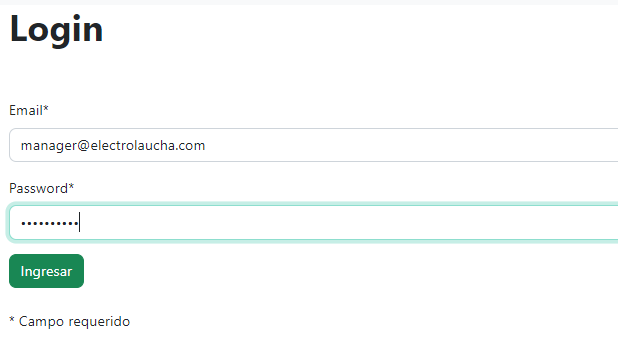 Login
Email*
manager@electrolaucha.com
Password*
••••••••••
Ingresar
* Campo requerido